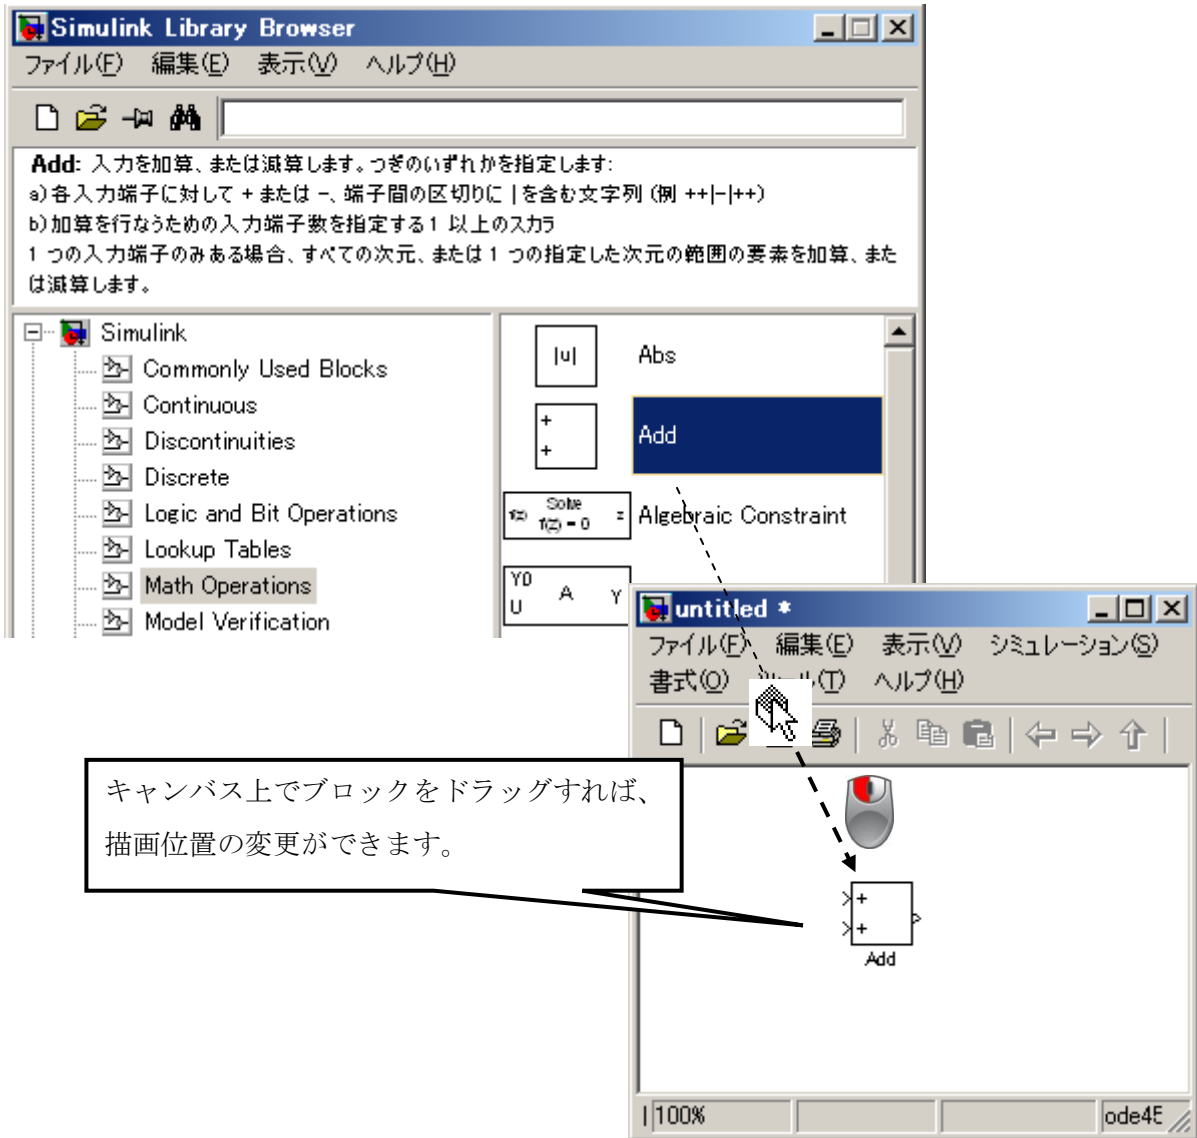 Simulink Library Browser
ファイル(F) 編集(E) 表示(V) ヘルプ(H)
Add: 入力を加算、または減算します。つぎのいずれかを指定します:
a) 各入力端子に対して + または -、端子間の区切りに | を含む文字列 (例 ++|-|++)
b) 加算を行なうための入力端子数を指定する1 以上のスカラ
1 つの入力端子のみある場合、すべての次元、または 1 つの指定した次元の範囲の要素を加算、また
は減算します。
Simulink
Commonly Used Blocks
Continuous
Discontinuities
Discrete
Logic and Bit Operations
Lookup Tables
Math Operations
Model Verification
|u| Abs
+
+
Add
f(z) Solve f(z) = 0 z Algebraic Constraint
Y0
U A Y
untitled *
ファイル(F) 編集(E) 表示(V) シミュレーション(S)
書式(O) ツール(T) ヘルプ(H)
キャンバス上でブロックをドラッグすれば、
描画位置の変更ができます。
+
+
Add
100% ode45